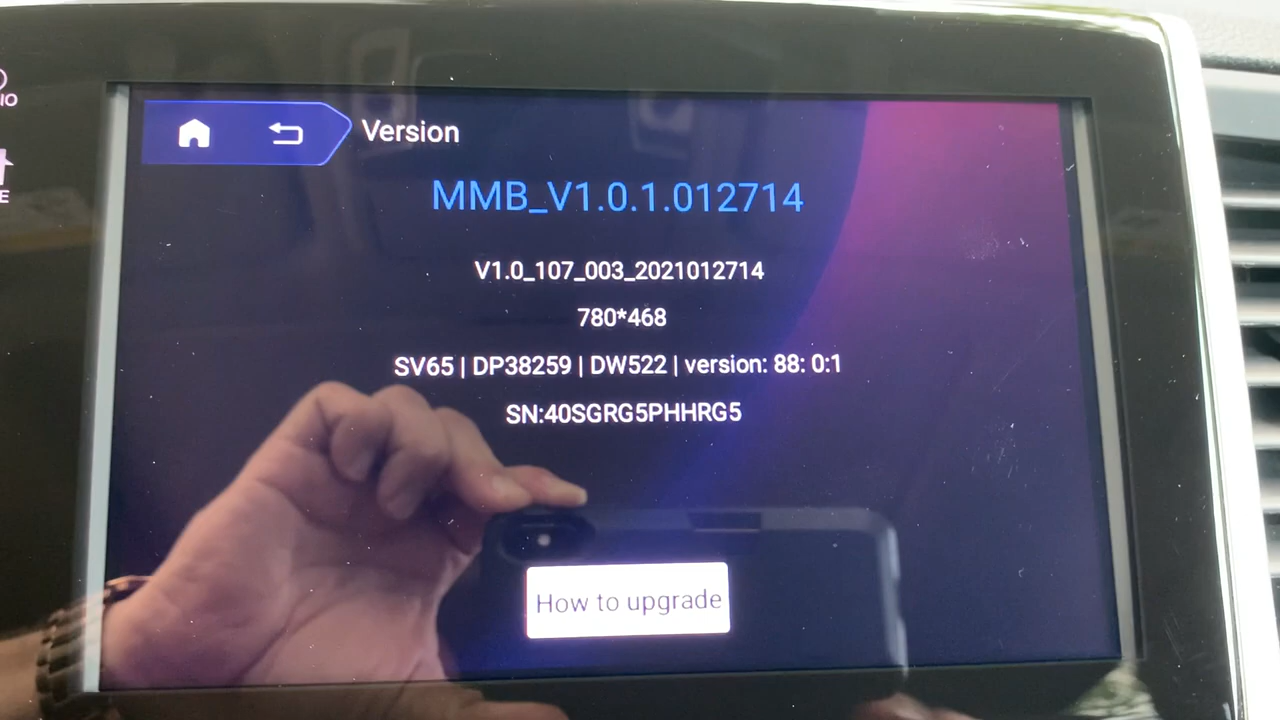 Version
MMB_V1.0.1.012714
V1.0_107_003_2021012714
780*468
SV65 | DP38259 | DW522 | version: 88: 0:1
SN:40SGRG5PHHRG5
How to upgrade